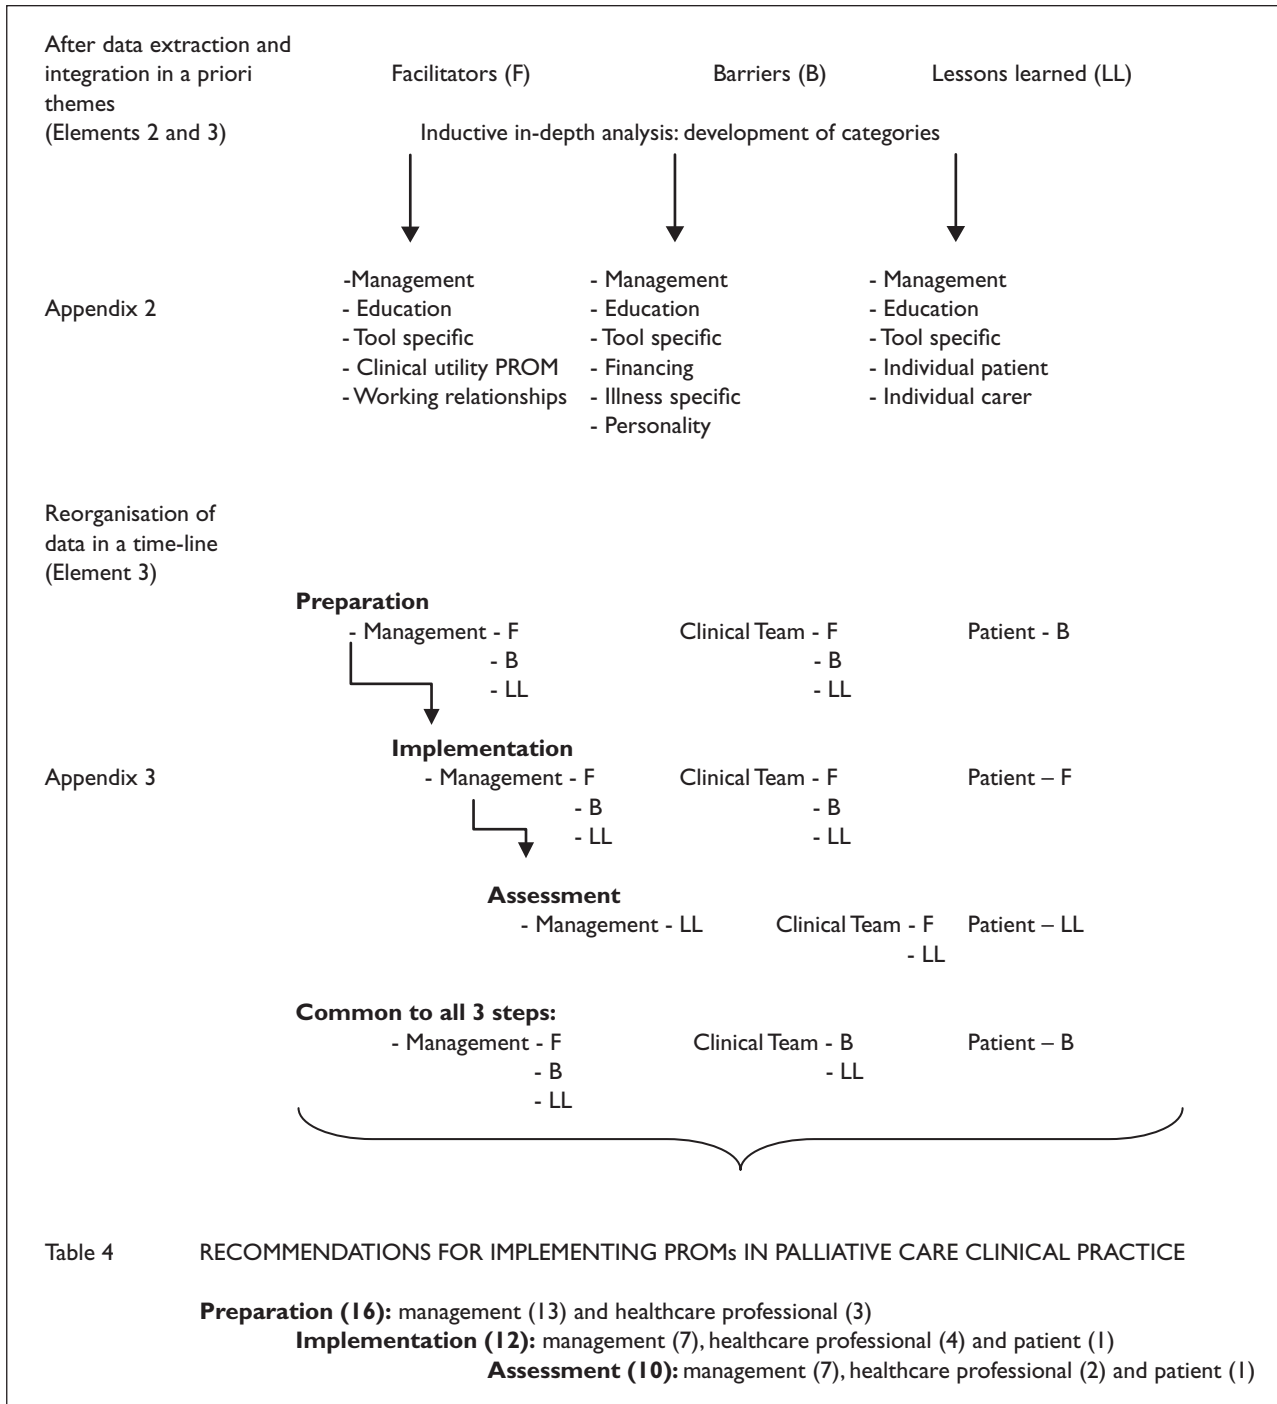 After data extraction and
integration in a priori
themes
(Elements 2 and 3)
Facilitators (F) Barriers (B) Lessons learned (LL)
Inductive in-depth analysis: development of categories
Appendix 2
-Management
- Education
- Tool specific
- Clinical utility PROM
- Working relationships
- Management
- Education
- Tool specific
- Financing
- Illness specific
- Personality
- Management
- Education
- Tool specific
- Individual patient
- Individual carer
Reorganisation of
data in a time-line
(Element 3)
Preparation
- Management - F Clinical Team - F Patient - B
- B - B
- LL - LL
Implementation
Appendix 3 - Management - F Clinical Team - F Patient – F
- B - B
- LL - LL
Assessment
- Management - LL Clinical Team - F Patient – LL
- LL
Common to all 3 steps:
- Management - F Clinical Team - B Patient – B
- B - LL
- LL
Table 4 RECOMMENDATIONS FOR IMPLEMENTING PROMs IN PALLIATIVE CARE CLINICAL PRACTICE
Preparation (16): management (13) and healthcare professional (3)
Implementation (12): management (7), healthcare professional (4) and patient (1)
Assessment (10): management (7), healthcare professional (2) and patient (1)